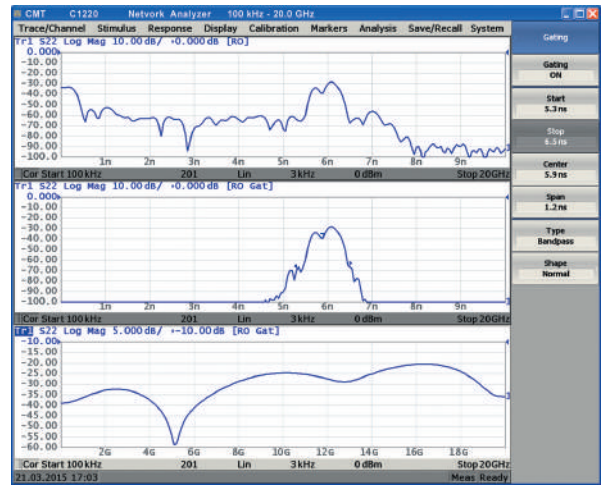 CMT C1220 Network Analyzer 100 kHz - 20.0 GHz
Trace/Channel Stimulus Response Display Calibration Markers Analysis Save/Recall System
Tr1 S22 Log Mag 10.00dB/ ▸0.000dB [RO]
0.000
-10.00
-20.00
-30.00
-40.00
-50.00
-60.00
-70.00
-80.00
-90.00
-100.0
1n 2n 3n 4n 5n 6n 7n 8n 9n
Cor Start 100 kHz 201 Lin 3 kHz 0 dBm Stop 20 GHz
Tr1 S22 Log Mag 10.00dB/ ▸0.000dB [RO Gat]
0.000
-10.00
-20.00
-30.00
-40.00
-50.00
-60.00
-70.00
-80.00
-90.00
-100.0
1n 2n 3n 4n 5n 6n 7n 8n 9n
Cor Start 100 kHz 201 Lin 3 kHz 0 dBm Stop 20 GHz
Tr1 S22 Log Mag 5.000dB/ ▸-10.00dB [RO Gat]
-10.00
-15.00
-20.00
-25.00
-30.00
-35.00
-40.00
-45.00
-50.00
-55.00
-60.00
2G 4G 6G 8G 10G 12G 14G 16G 18G
Cor Start 100 kHz 201 Lin 3 kHz 0 dBm Stop 20 GHz
21.03.2015 17:03 Meas Ready
Gating
Gating
ON
Start
5.3 ns
Stop
6.5 ns
Center
5.9 ns
Span
1.2 ns
Type
Bandpass
Shape
Normal